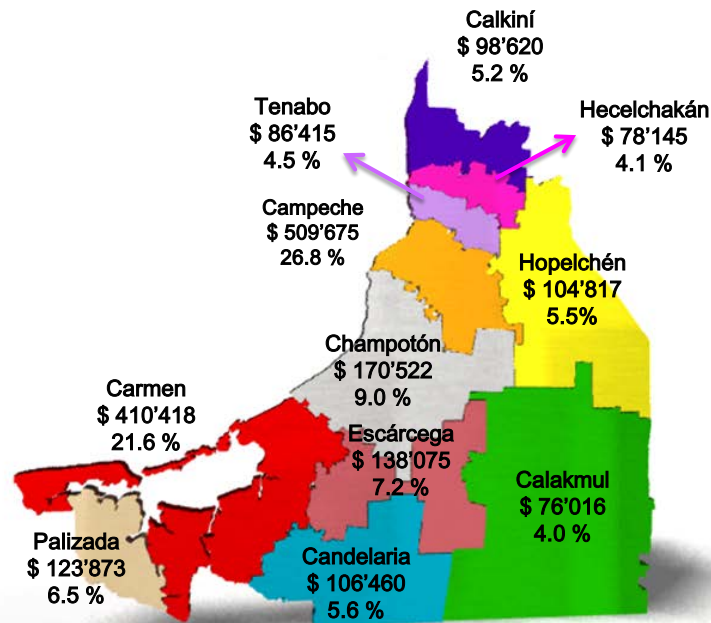 Calkiní
$ 98’620
5.2 %
Tenabo
$ 86’415
4.5 %
Hecelchakán
$ 78’145
4.1 %
Campeche
$ 509’675
26.8 %
Hopelchén
$ 104’817
5.5%
Champotón
$ 170’522
9.0 %
Carmen
$ 410’418
21.6 %
Escárcega
$ 138’075
7.2 %
Calakmul
$ 76’016
4.0 %
Palizada
$ 123’873
6.5 %
Candelaria
$ 106’460
5.6 %